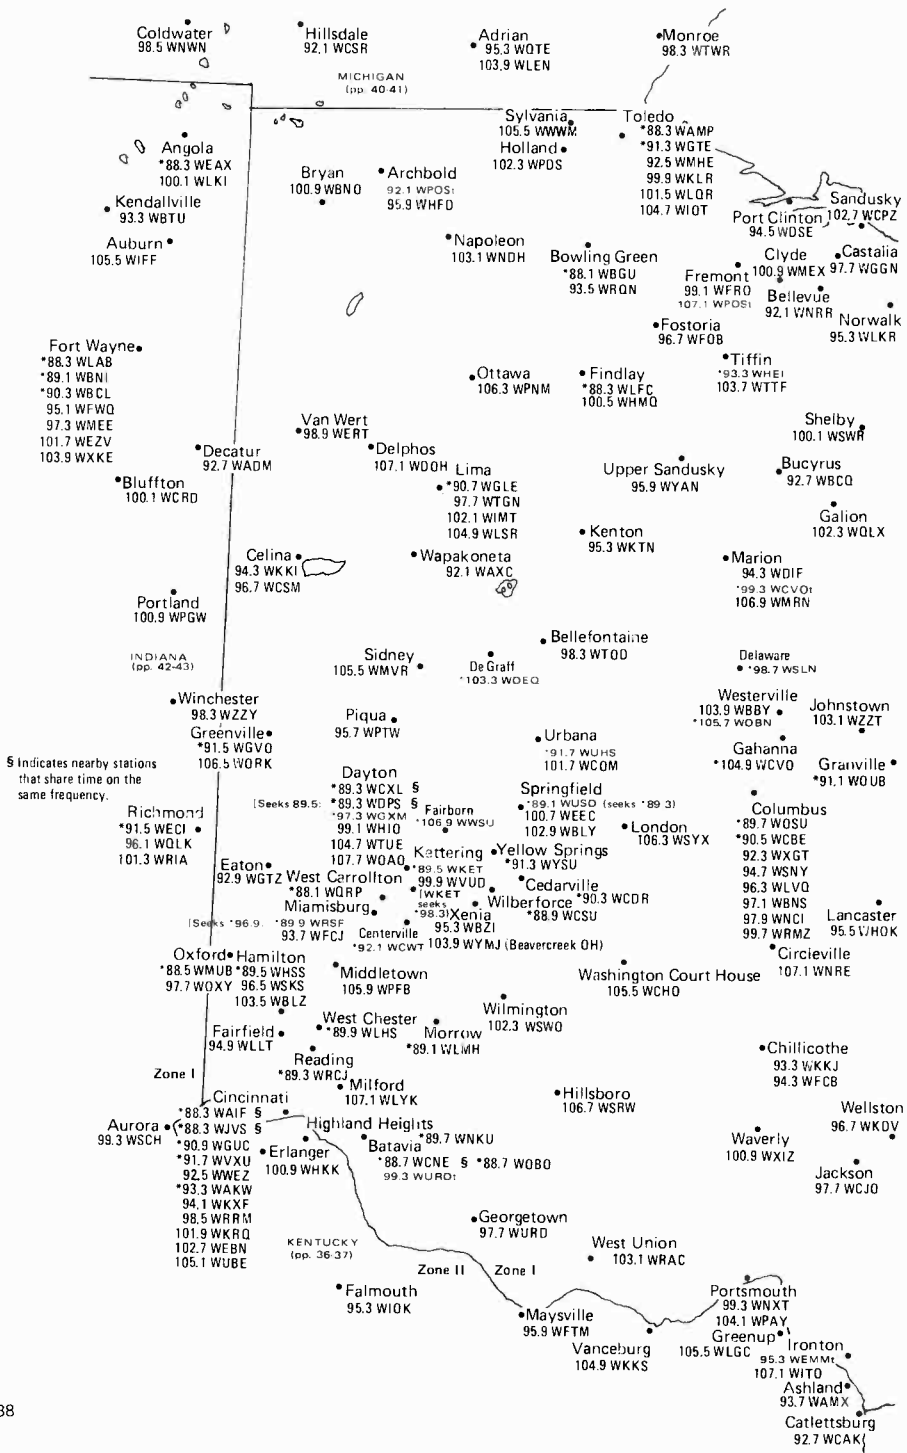 Coldwater
98.5 WNWN
Hillsdale
92.1 WCSR
Adrian
95.3 WQTE
103.9 WLEN
Monroe
98.3 WTWR
MICHIGAN
(pp. 40-41)
Angola
*88.3 WEAX
100.1 WLKI
Kendallville
93.3 WBTU
Auburn
105.5 WIFF
Bryan
100.9 WBNO
Archbold
92.1 WPOSt
95.9 WHFD
Sylvania
105.5 WWWM
Holland
102.3 WPOS
Toledo
*88.3 WAMP
*91.3 WGTE
92.5 WMHE
99.9 WKLR
101.5 WLQR
104.7 WIOT
Port Clinton
94.5 WDSE
Sandusky
102.7 WCPZ
Napoleon
103.1 WNDH
Bowling Green
*88.1 WBGU
93.5 WRQN
Fremont
99.1 WFRO
107.1 WPOSt
Clyde
100.9 WMEX
Castalia
97.7 WGGN
Bellevue
92.1 WNRR
Norwalk
95.3 WLKR
Fostoria
96.7 WFOB
Fort Wayne
*88.3 WLAB
*89.1 WBNI
*90.3 WBCL
95.1 WFWQ
97.3 WMEE
101.7 WEZV
103.9 WXKE
Ottawa
106.3 WPNM
Findlay
*88.3 WLFC
100.5 WHMQ
Tiffin
*93.3 WHEI
103.7 WTTF
Van Wert
*98.9 WERT
Decatur
92.7 WADM
Delphos
107.1 WDOH
Bluffton
100.1 WCRD
Lima
*90.7 WGLE
97.7 WTGN
102.1 WIMT
104.9 WLSR
Upper Sandusky
95.9 WYAN
Shelby
100.1 WSWR
Bucyrus
92.7 WBCQ
Galion
102.3 WQLX
Celina
94.3 WKKI
96.7 WCSM
Wapakoneta
92.1 WAXC
Kenton
95.3 WKTN
Marion
94.3 WDIF
*99.3 WCVOt
106.9 WMRN
Portland
100.9 WPGW
INDIANA
(pp. 42-43)
Sidney
105.5 WMVR
De Graff
*103.3 WDEQ
Bellefontaine
98.3 WTOO
Delaware
*98.7 WSLN
Winchester
98.3 WZZY
Greenville
*91.5 WGVO
106.5 WORK
Piqua
95.7 WPTW
Urbana
*91.7 WUHS
101.7 WCOM
Westerville
103.9 WBBY
*105.7 WOBN
Johnstown
103.1 WZZT
Gahanna
*104.9 WCVO
Granville
*91.1 WOUB
§ Indicates nearby stations
that share time on the
same frequency.
Richmond
*91.5 WECI
96.1 WQLK
101.3 WRIA
Dayton
*89.3 WCXL §
[Seeks 89.5: *89.3 WDPS §
*97.3 WOXM
99.1 WHIO
104.7 WTUE
107.7 WOAO
Fairborn
*106.9 WWSU
Springfield
*89.1 WUSO (seeks *89.3)
100.7 WEEC
102.9 WBLY
London
106.3 WSYX
Columbus
*89.7 WOSU
*90.5 WCBE
92.3 WXGT
94.7 WSNY
96.3 WLVQ
97.1 WBNS
97.9 WNCI
99.7 WRMZ
Eaton
92.9 WGTZ
West Carrollton
*88.1 WQRP
Kettering
*89.5 WKET
99.9 WVUD
[WKET
seeks
*98.3]
Yellow Springs
*91.3 WYSU
Cedarville
*90.3 WCDR
Wilberforce
*88.9 WCSU
Miamisburg
[Seeks *96.9. *89.9 WRSF
93.7 WFCJ
Centerville
*92.1 WCWT
Xenia
95.3 WBZI
103.9 WYMJ (Beavercreek OH)
Lancaster
95.5 WHOK
Circleville
107.1 WNRE
Oxford
*88.5 WMUB
97.7 WOXY
Hamilton
*89.5 WHSS
96.5 WSKS
103.5 WBLZ
Middletown
105.9 WPFB
Washington Court House
105.5 WCHO
Wilmington
102.3 WSWO
Fairfield
94.9 WLLT
West Chester
*89.9 WLHS
Morrow
*89.1 WLMH
Reading
*89.3 WRCJ
Chillicothe
93.3 WKKJ
94.3 WFCB
Zone I
Milford
107.1 WLYK
Hillsboro
106.7 WSRW
Wellston
96.7 WKOV
Cincinnati
*88.3 WAIF §
*88.3 WJVS §
*90.9 WGUC
*91.7 WVXU
92.5 WWEZ
*93.3 WAKW
94.1 WKXF
98.5 WRRM
101.9 WKRQ
102.7 WEBN
105.1 WUBE
Aurora
99.3 WSCH
Highland Heights
*89.7 WNKU
Erlanger
100.9 WHKK
Batavia
*88.7 WCNE § *88.7 WOBO
99.3 WURDt
Waverly
100.9 WXIZ
Jackson
97.7 WCJO
Georgetown
97.7 WURD
KENTUCKY
(pp. 36-37)
West Union
103.1 WRAC
Zone II Zone I
Falmouth
95.3 WIOK
Maysville
95.9 WFTM
Vanceburg
104.9 WKKS
Portsmouth
99.3 WNXT
104.1 WPAY
Greenup
105.5 WLGC
Ironton
95.3 WEMMt
107.1 WITO
Ashland
93.7 WAMX
Catlettsburg
92.7 WCAK
38